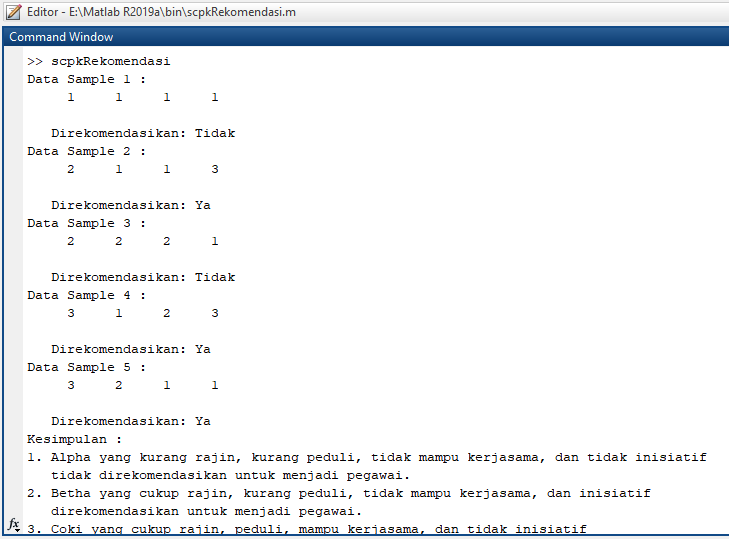 Editor - E:\Matlab R2019a\bin\scpkRekomendasi.m
Command Window
>> scpkRekomendasi
Data Sample 1 :
1 1 1 1
Direkomendasikan: Tidak
Data Sample 2 :
2 1 1 3
Direkomendasikan: Ya
Data Sample 3 :
2 2 2 1
Direkomendasikan: Tidak
Data Sample 4 :
3 1 2 3
Direkomendasikan: Ya
Data Sample 5 :
3 2 1 1
Direkomendasikan: Ya
Kesimpulan :
1. Alpha yang kurang rajin, kurang peduli, tidak mampu kerjasama, dan tidak inisiatif
tidak direkomendasikan untuk menjadi pegawai.
2. Betha yang cukup rajin, kurang peduli, tidak mampu kerjasama, dan inisiatif
direkomendasikan untuk menjadi pegawai.
fx 3. Coki yang cukup rajin, peduli, mampu kerjasama, dan tidak inisiatif